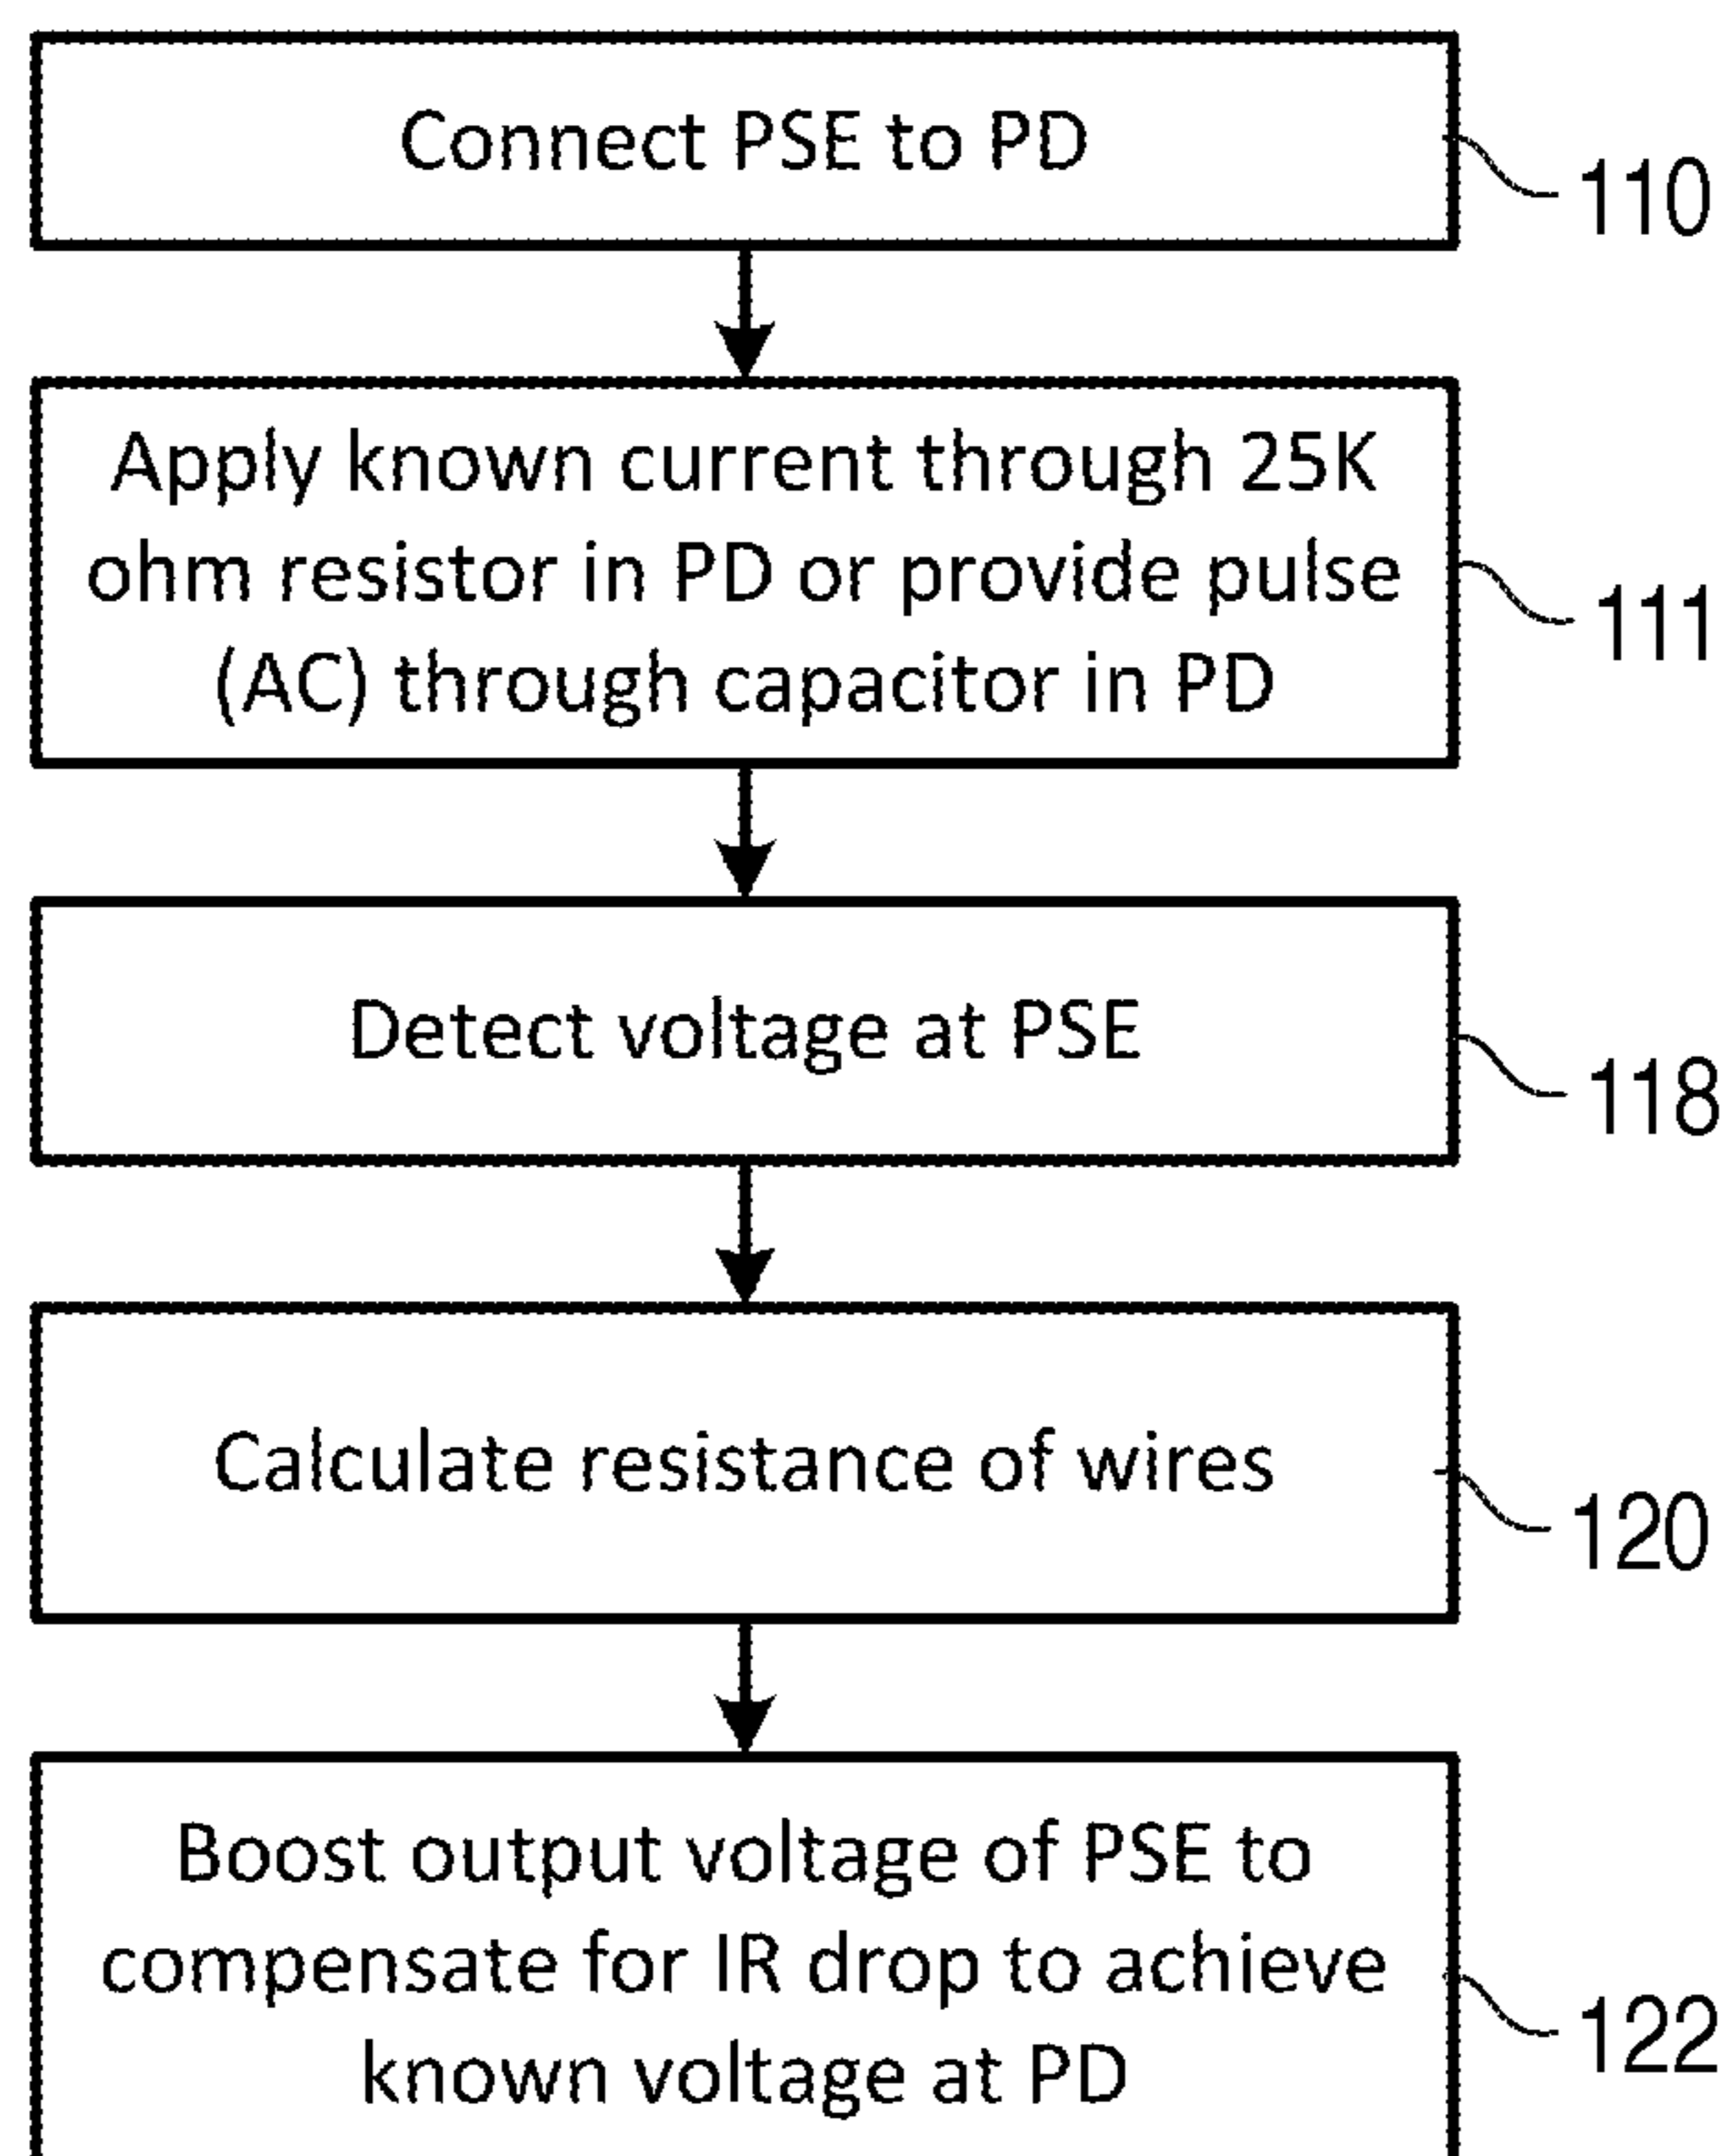 Connect PSE to PD
110
Apply known current through 25K
ohm resistor in PD or provide pulse
(AC) through capacitor in PD
111
Detect voltage at PSE
118
Calculate resistance of wires
120
Boost output voltage of PSE to
compensate for IR drop to achieve
known voltage at PD
122